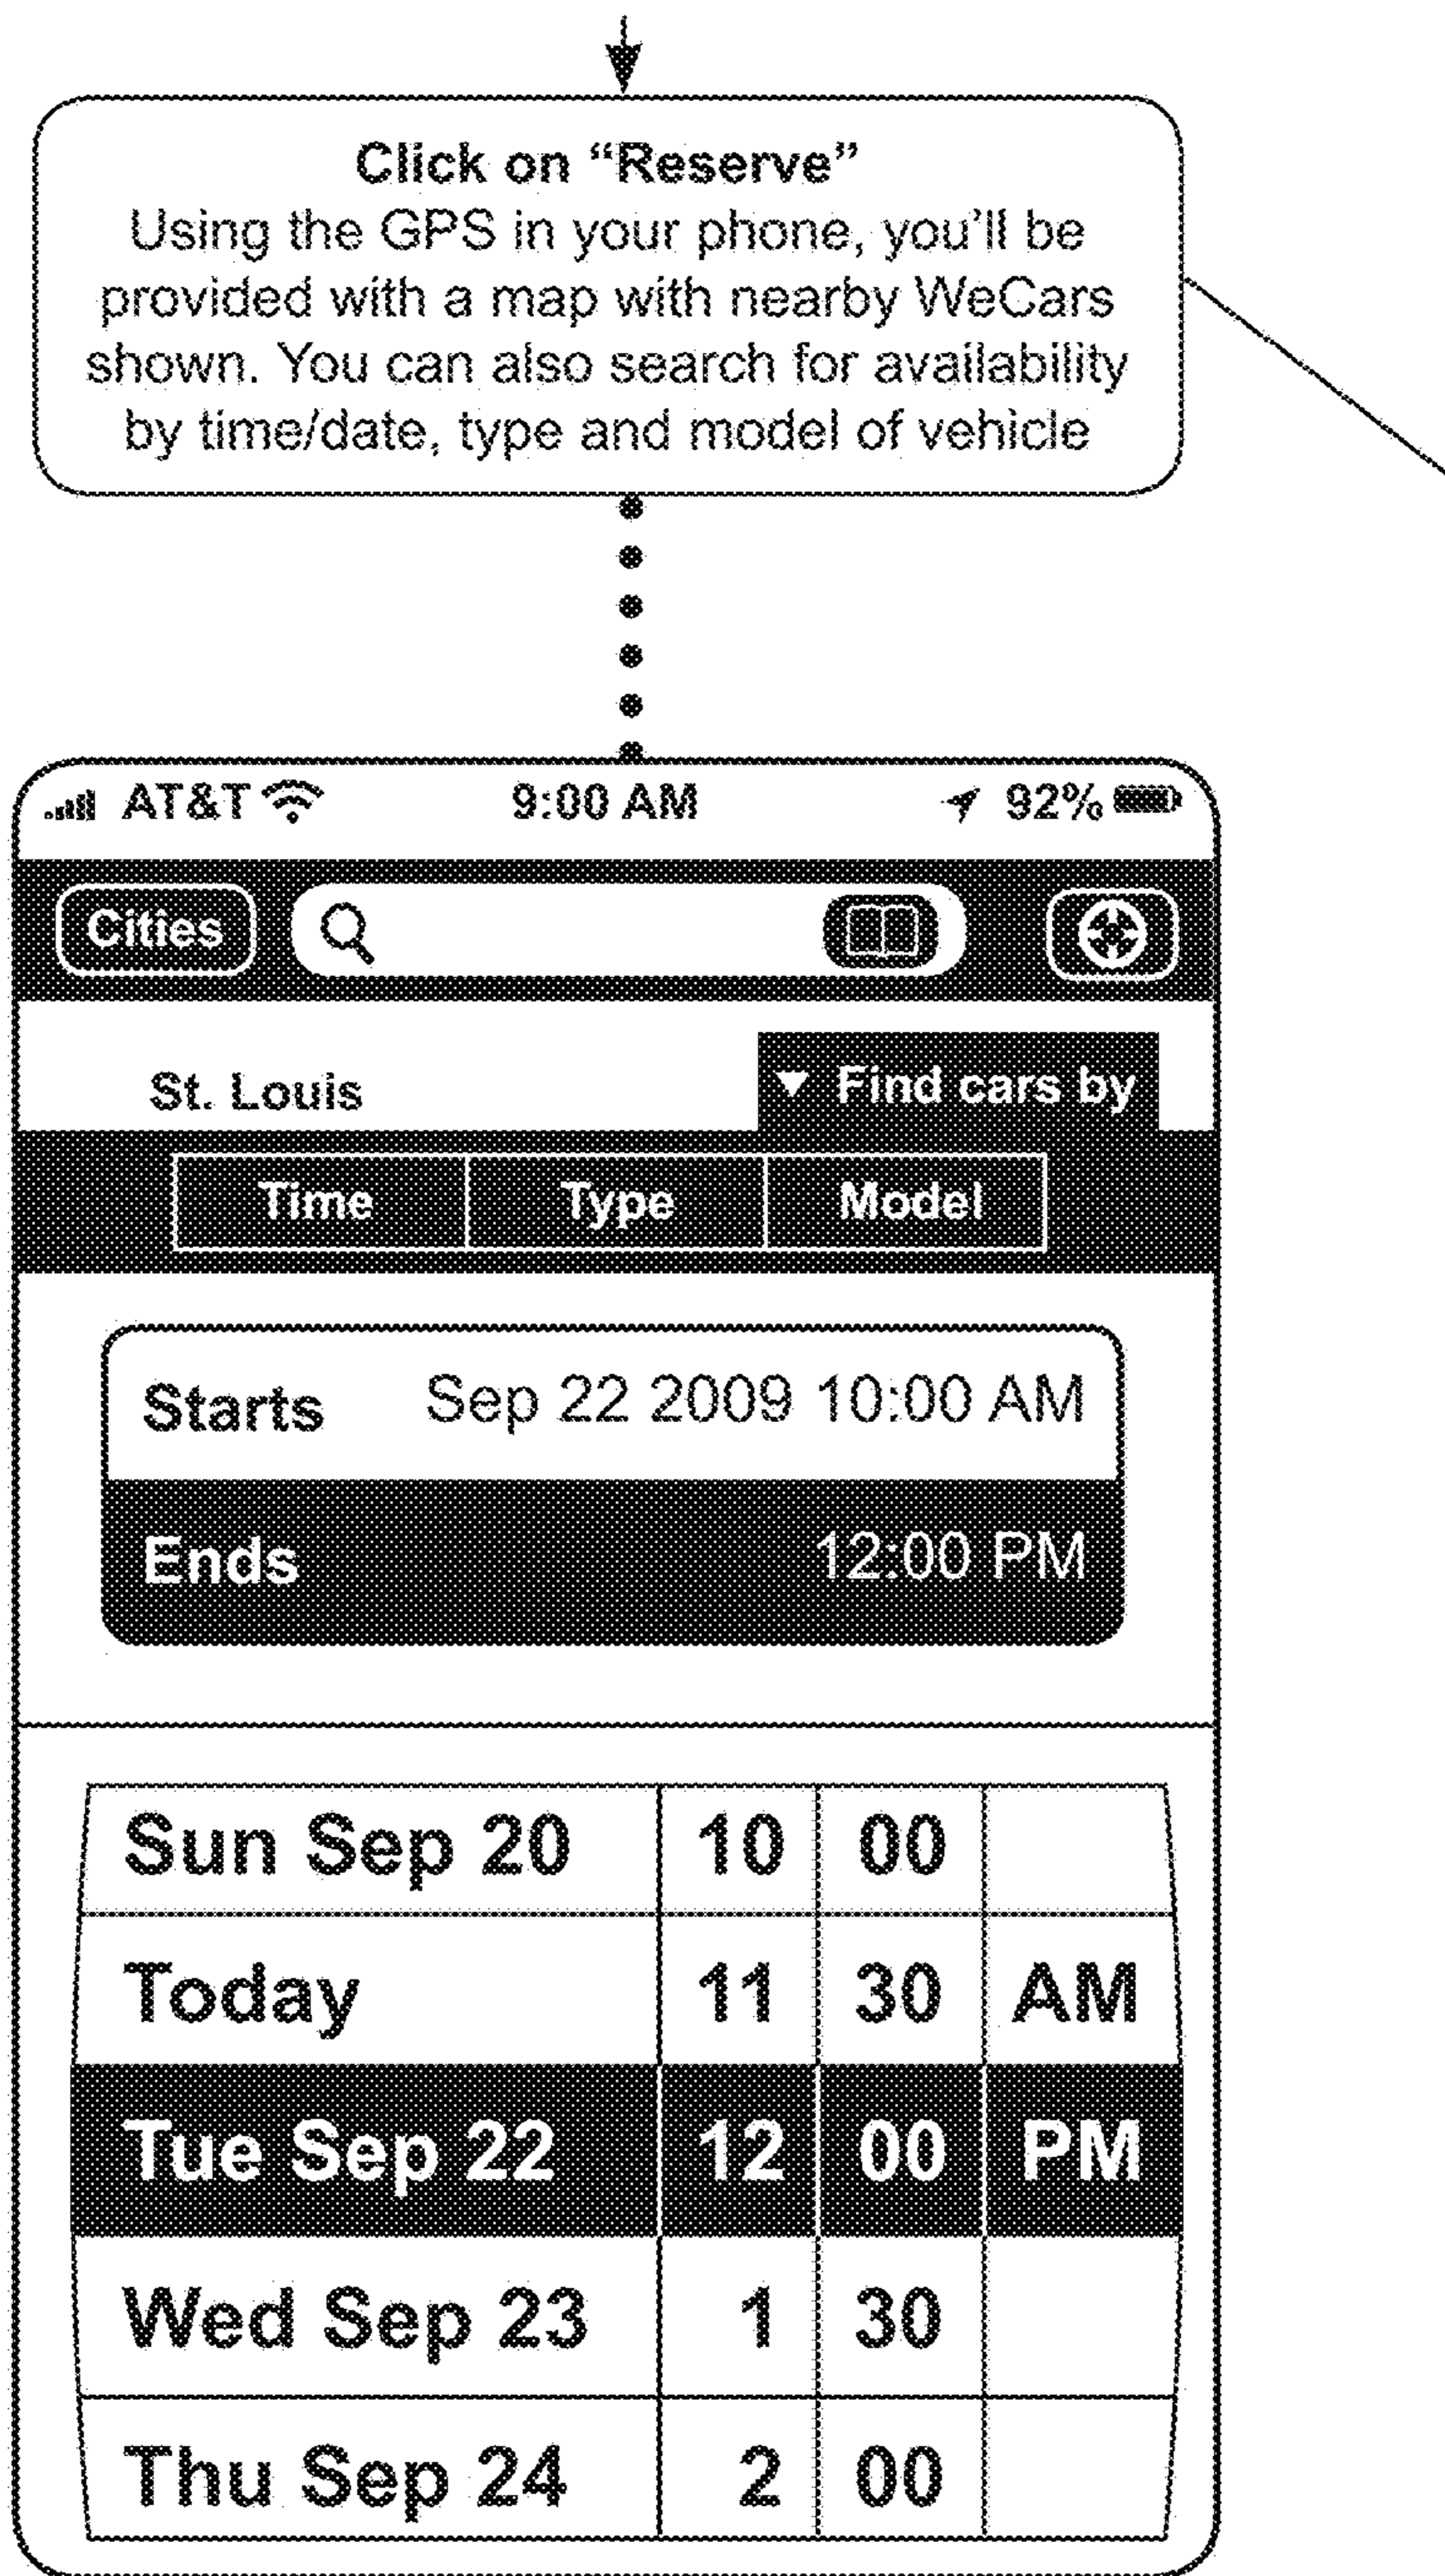 Click on “Reserve”
Using the GPS in your phone, you’ll be
provided with a map with nearby WeCars
shown. You can also search for availability
by time/date, type and model of vehicle
AT&T 9:00 AM 92%
Cities
St. Louis
Find cars by
Time Type Model
Starts Sep 22 2009 10:00 AM
Ends 12:00 PM
Sun Sep 20 10 00
Today 11 30 AM
Tue Sep 22 12 00 PM
Wed Sep 23 1 30
Thu Sep 24 2 00